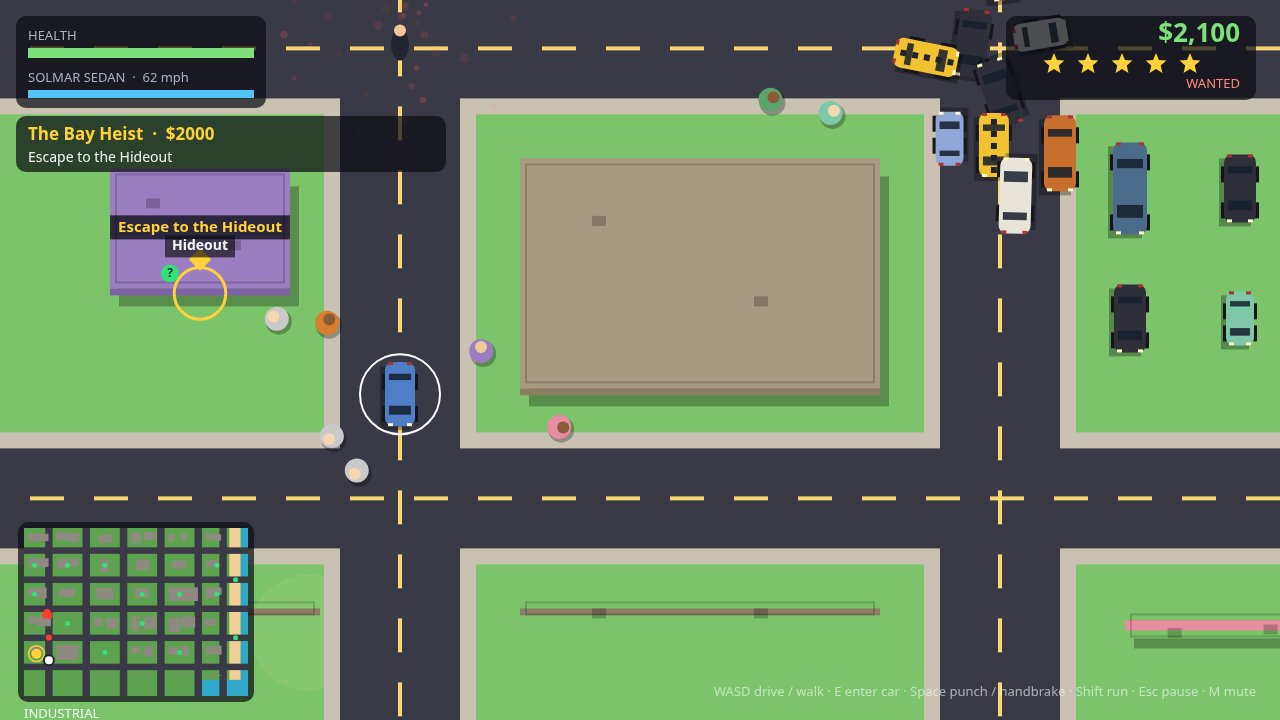 HEALTH
SOLMAR SEDAN · 62 mph
$2,100
WANTED
The Bay Heist · $2000
Escape to the Hideout
Escape to the Hideout
Hideout
?
WASD drive / walk · E enter car · Space punch / handbrake · Shift run · Esc pause · M mute
INDUSTRIAL